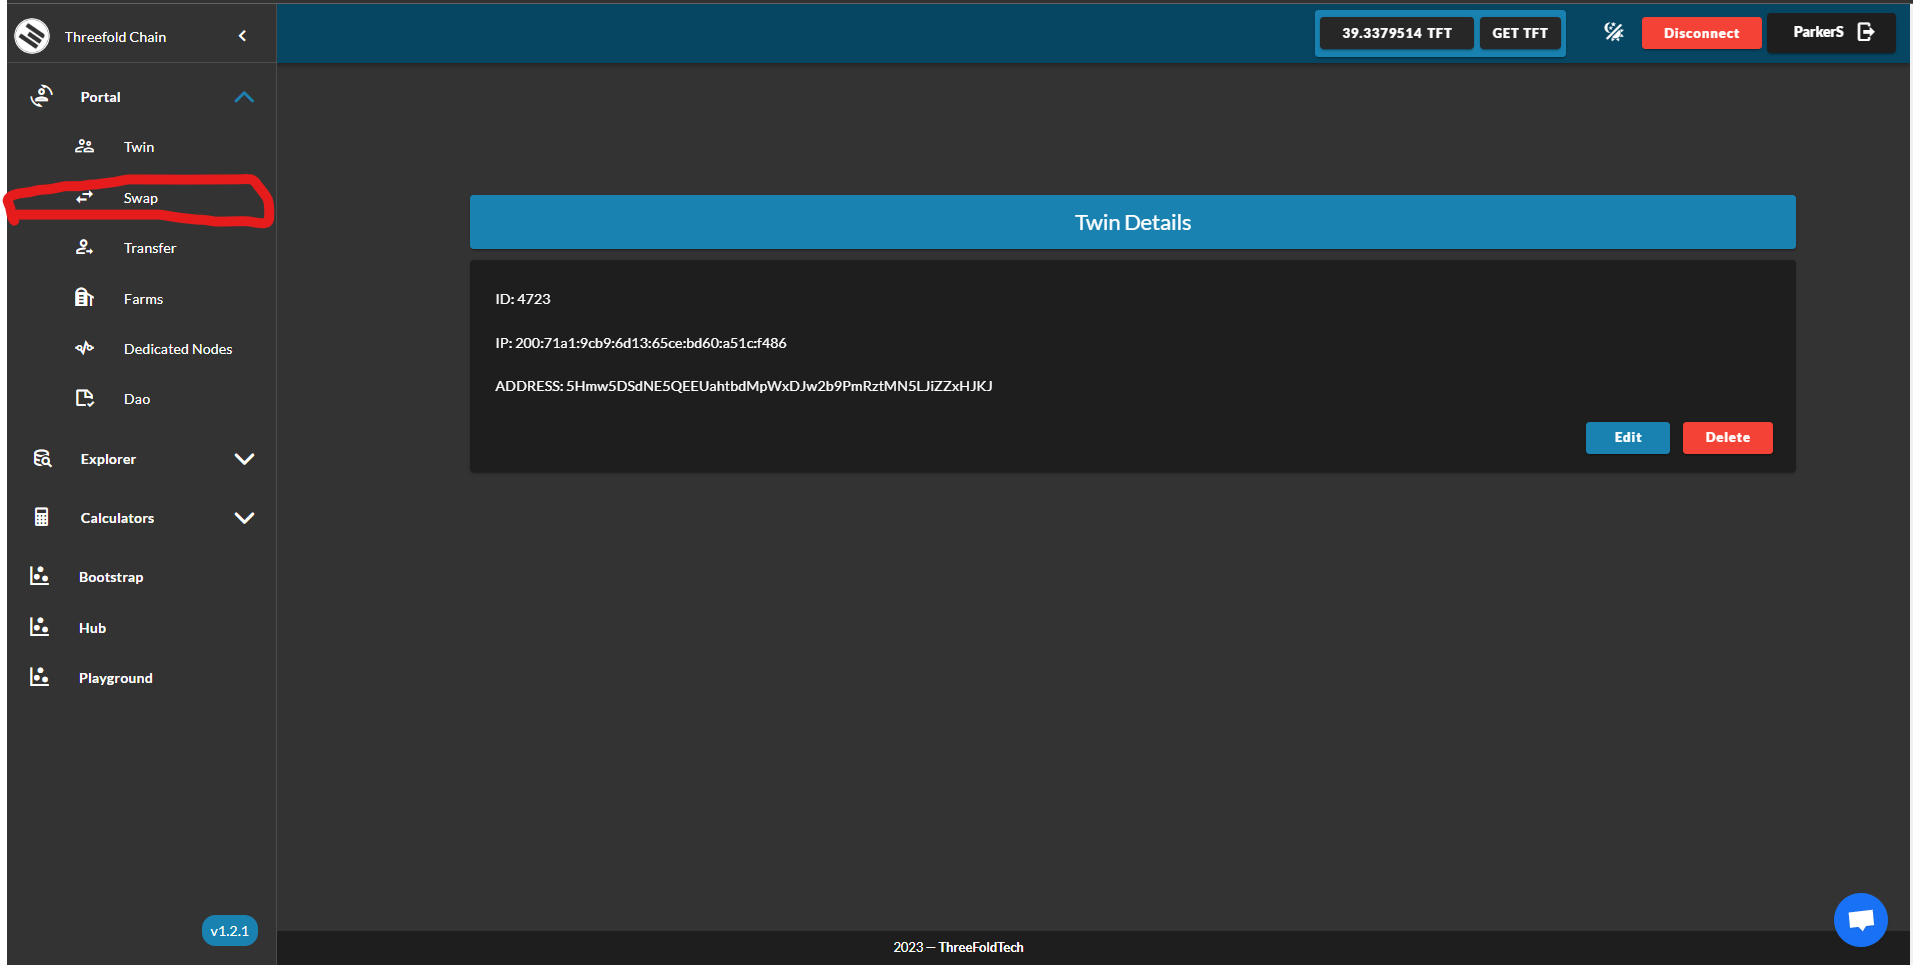 Threefold Chain
39.3379514 TFT
GET TFT
Disconnect
ParkerS
Portal
Twin
Swap
Transfer
Farms
Dedicated Nodes
Dao
Explorer
Calculators
Bootstrap
Hub
Playground
v1.2.1
Twin Details
ID: 4723
IP: 200:71a1:9cb9:6d13:65ce:bd60:a51c:f486
ADDRESS: 5Hmw5DSdNE5QEEUahtbdMpWxDJw2b9PmRztMN5LJiZZxHJKJ
Edit
Delete
2023 — ThreeFoldTech